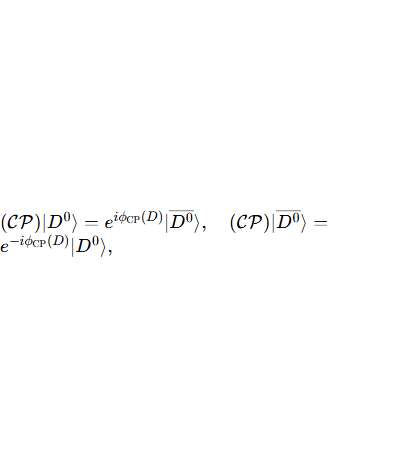 (𝒞𝒫)|D⁰⟩ = e^{iϕ_CP(D)}|D̅⁰̅⟩, (𝒞𝒫)|D̅⁰̅⟩ =
e^{−iϕ_CP(D)}|D⁰⟩,